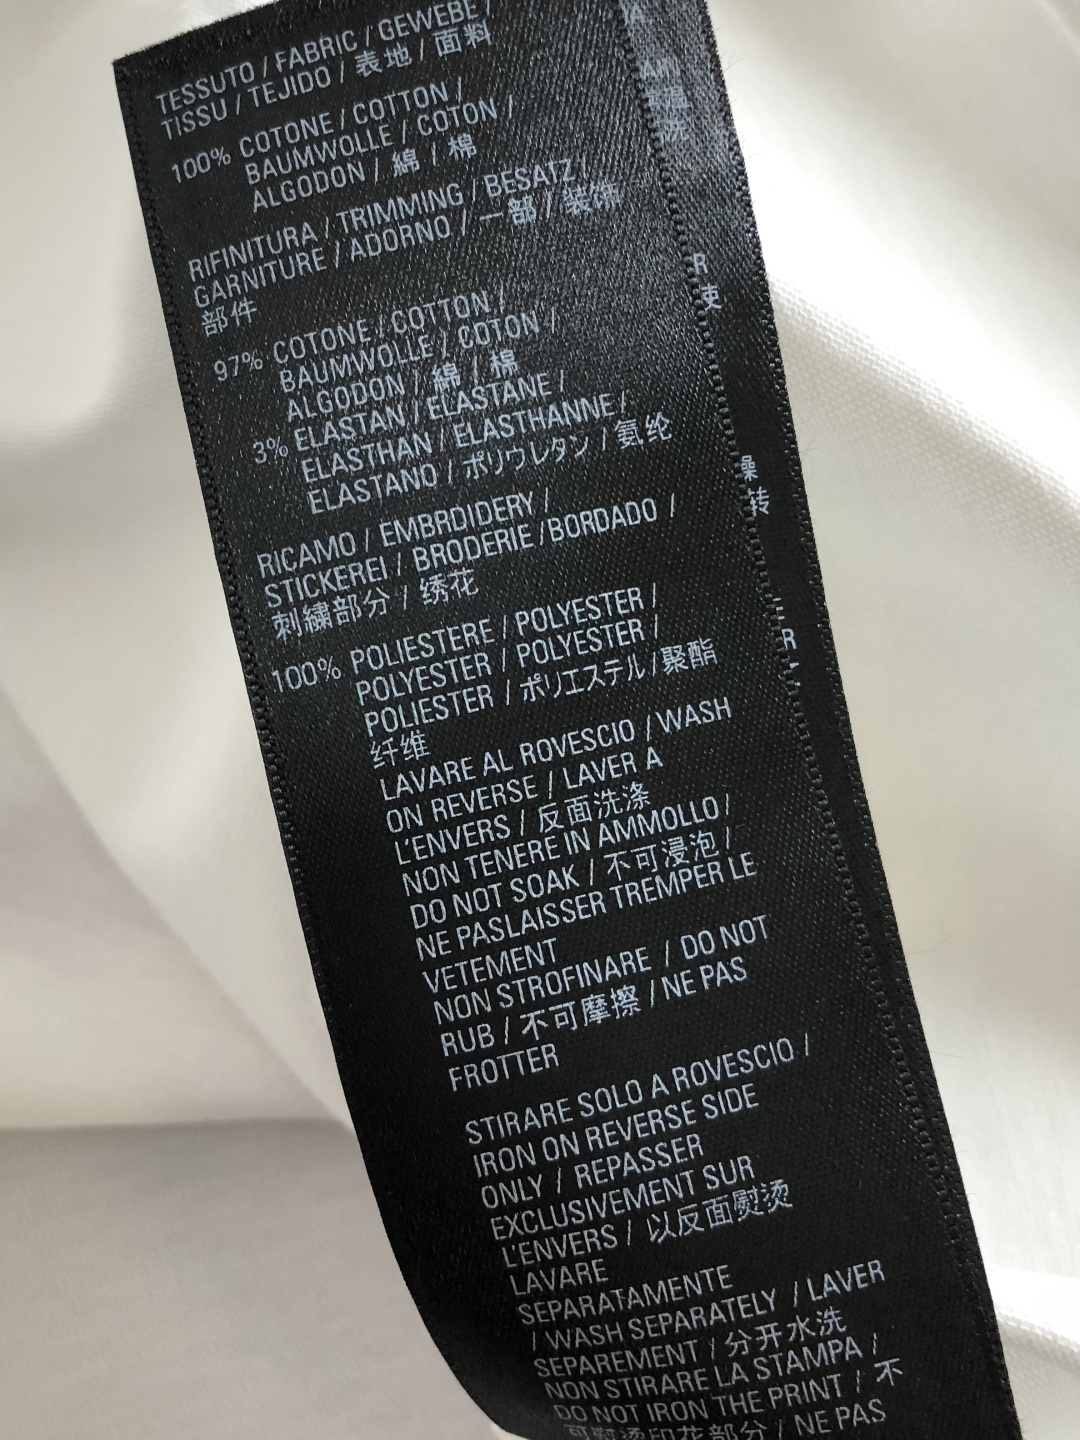 TESSUTO / FABRIC / GEWEBE /
TISSU / TEJIDO / 表地 / 面料
100% COTONE / COTTON /
BAUMWOLLE / COTON /
ALGODON / 綿 / 棉
RIFINITURA / TRIMMING / BESATZ /
GARNITURE / ADORNO / 一部 / 装饰
部件
97% COTONE / COTTON /
BAUMWOLLE / COTON /
ALGODON / 綿 / 棉
3% ELASTAN / ELASTANE /
ELASTHAN / ELASTHANNE /
ELASTANO / ポリウレタン / 氨纶
RICAMO / EMBRDIDERY /
STICKEREI / BRODERIE / BORDADO /
刺繍部分 / 绣花
100% POLIESTERE / POLYESTER /
POLYESTER / POLYESTER /
POLIESTER / ポリエステル / 聚酯
纤维
LAVARE AL ROVESCIO / WASH
ON REVERSE / LAVER A
L'ENVERS / 反面洗涤
NON TENERE IN AMMOLLO /
DO NOT SOAK / 不可浸泡 /
NE PASLAISSER TREMPER LE
VETEMENT
NON STROFINARE / DO NOT
RUB / 不可摩擦 / NE PAS
FROTTER
STIRARE SOLO A ROVESCIO /
IRON ON REVERSE SIDE
ONLY / REPASSER
EXCLUSIVEMENT SUR
L'ENVERS / 以反面熨烫
LAVARE
SEPARATAMENTE
/ WASH SEPARATELY / LAVER
SEPAREMENT / 分开水洗
NON STIRARE LA STAMPA /
DO NOT IRON THE PRINT / 不
可熨烫印花部分 / NE PAS